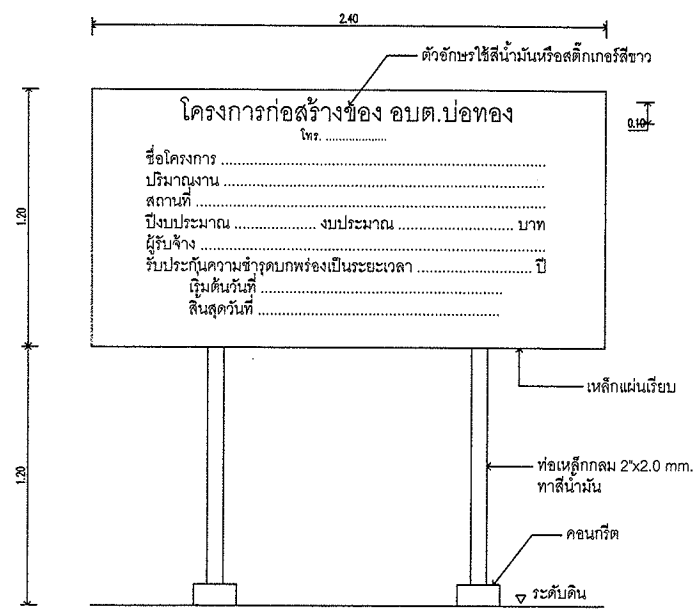 2.40
ตัวอักษรใช้สีน้ำมันหรือสติ๊กเกอร์สีขาว
โครงการก่อสร้างของ อบต.บ่อทอง
0.10
โทร. ..................
ชื่อโครงการ ..................................................................................
ปริมาณงาน ..................................................................................
สถานที่ ..................................................................................
1.20
ปีงบประมาณ ..................... งบประมาณ ............................... บาท
ผู้รับจ้าง ..................................................................................
รับประกันความชำรุดบกพร่องเป็นระยะเวลา ............................. ปี
เริ่มต้นวันที่ ............................................................
สิ้นสุดวันที่ ............................................................
เหล็กแผ่นเรียบ
1.20
ท่อเหล็กกลม 2"x2.0 mm.
ทาสีน้ำมัน
คอนกรีต
ระดับดิน